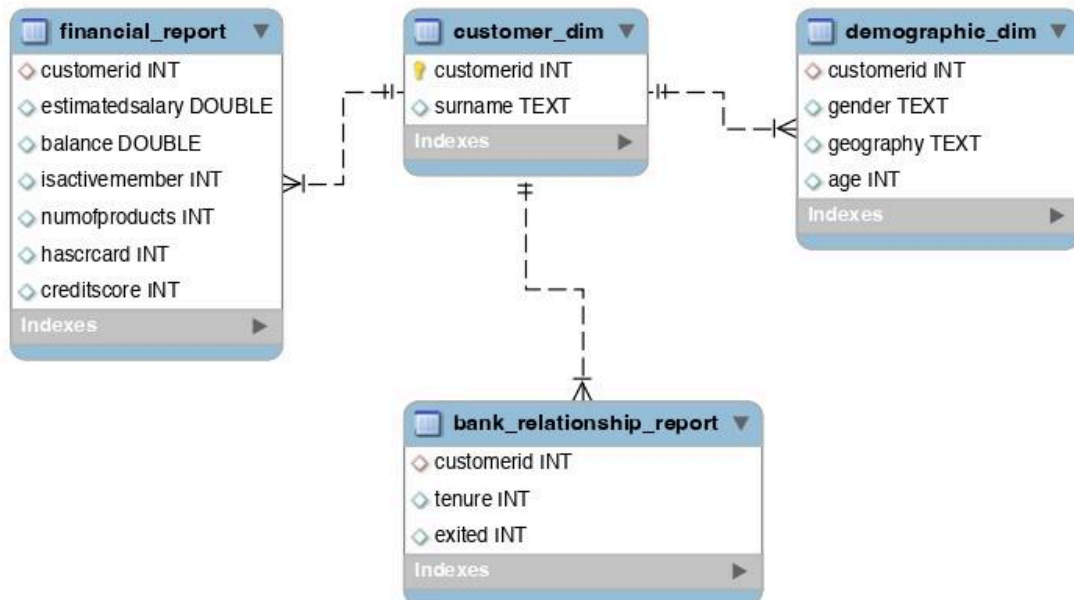 financial_report
customerid INT
estimatedsalary DOUBLE
balance DOUBLE
isactivemember INT
numofproducts INT
hascrcard INT
creditscore INT
Indexes
customer_dim
customerid INT
surname TEXT
Indexes
demographic_dim
customerid INT
gender TEXT
geography TEXT
age INT
Indexes
bank_relationship_report
customerid INT
tenure INT
exited INT
Indexes